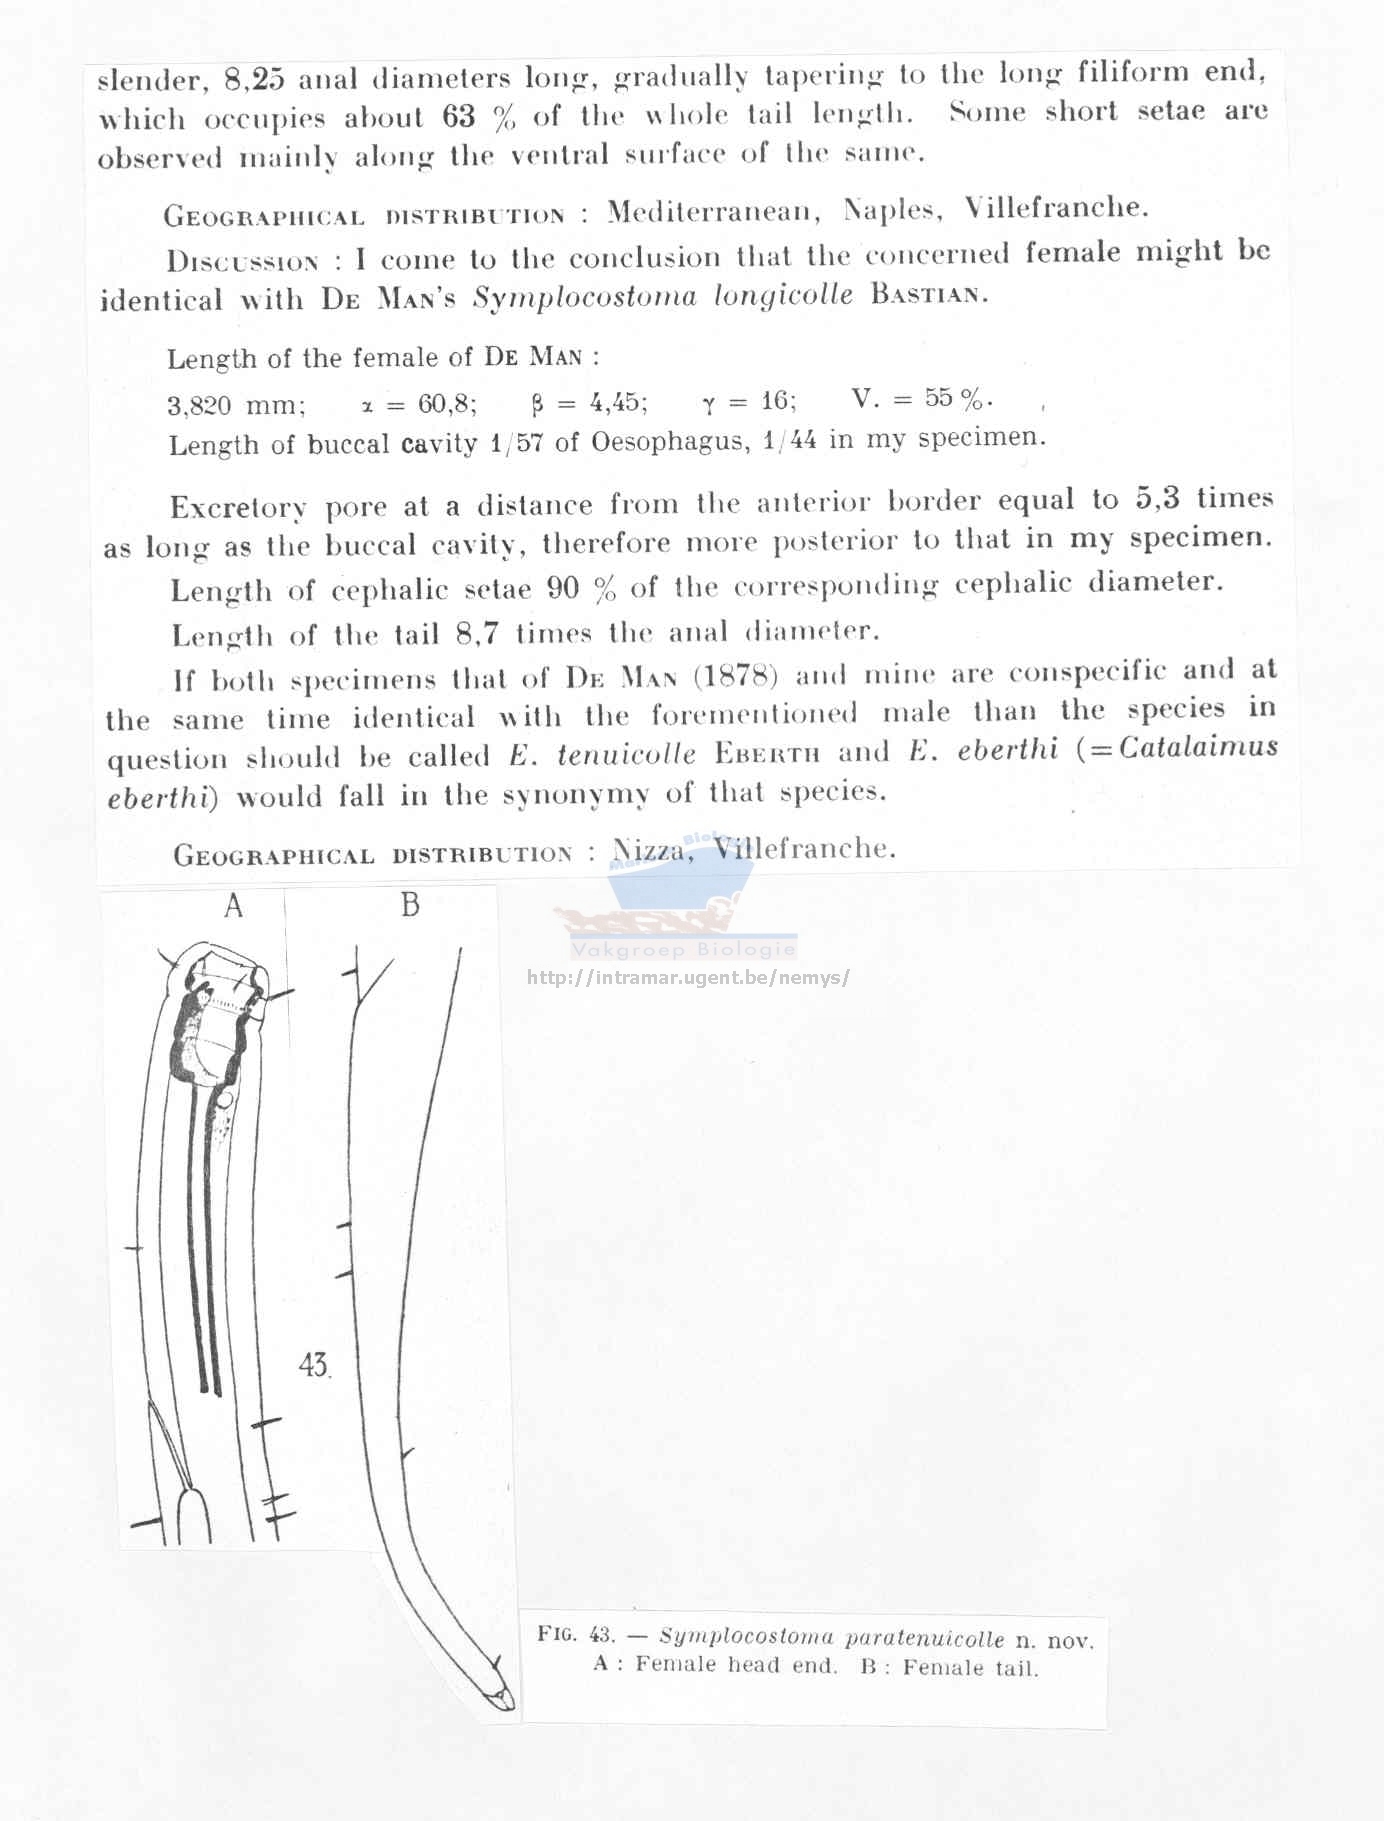 slender, 8,25 anal diameters long, gradually tapering to the long filiform end,
which occupies about 63 % of the whole tail length. Some short setae are
observed mainly along the ventral surface of the same.
GEOGRAPHICAL DISTRIBUTION : Mediterranean, Naples, Villefranche.
DISCUSSION : I come to the conclusion that the concerned female might be
identical with DE MAN'S Symplocostoma longicolle BASTIAN.
Length of the female of DE MAN :
3,820 mm; α = 60,8; β = 4,45; γ = 16; V. = 55 %.
Length of buccal cavity 1/57 of Oesophagus, 1/44 in my specimen.
Excretory pore at a distance from the anterior border equal to 5,3 times
as long as the buccal cavity, therefore more posterior to that in my specimen.
Length of cephalic setae 90 % of the corresponding cephalic diameter.
Length of the tail 8,7 times the anal diameter.
If both specimens that of DE MAN (1878) and mine are conspecific and at
the same time identical with the forementioned male than the species in
question should be called E. tenuicolle EBERTH and E. eberthi (=Catalaimus
eberthi) would fall in the synonymy of that species.
GEOGRAPHICAL DISTRIBUTION : Nizza, Villefranche.
A B
Vakgroep Biologie
http://intramar.ugent.be/nemys/
43.
FIG. 43. — Symplocostoma paratenuicolle n. nov.
A : Female head end. B : Female tail.